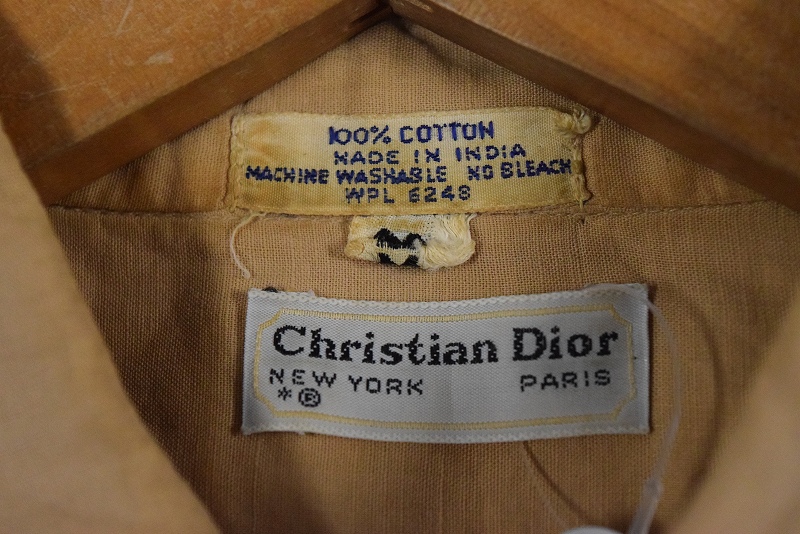 100% COTTON
MADE IN INDIA
MACHINE WASHABLE NO BLEACH
WPL 6248
M
Christian Dior
NEW YORK PARIS
*®